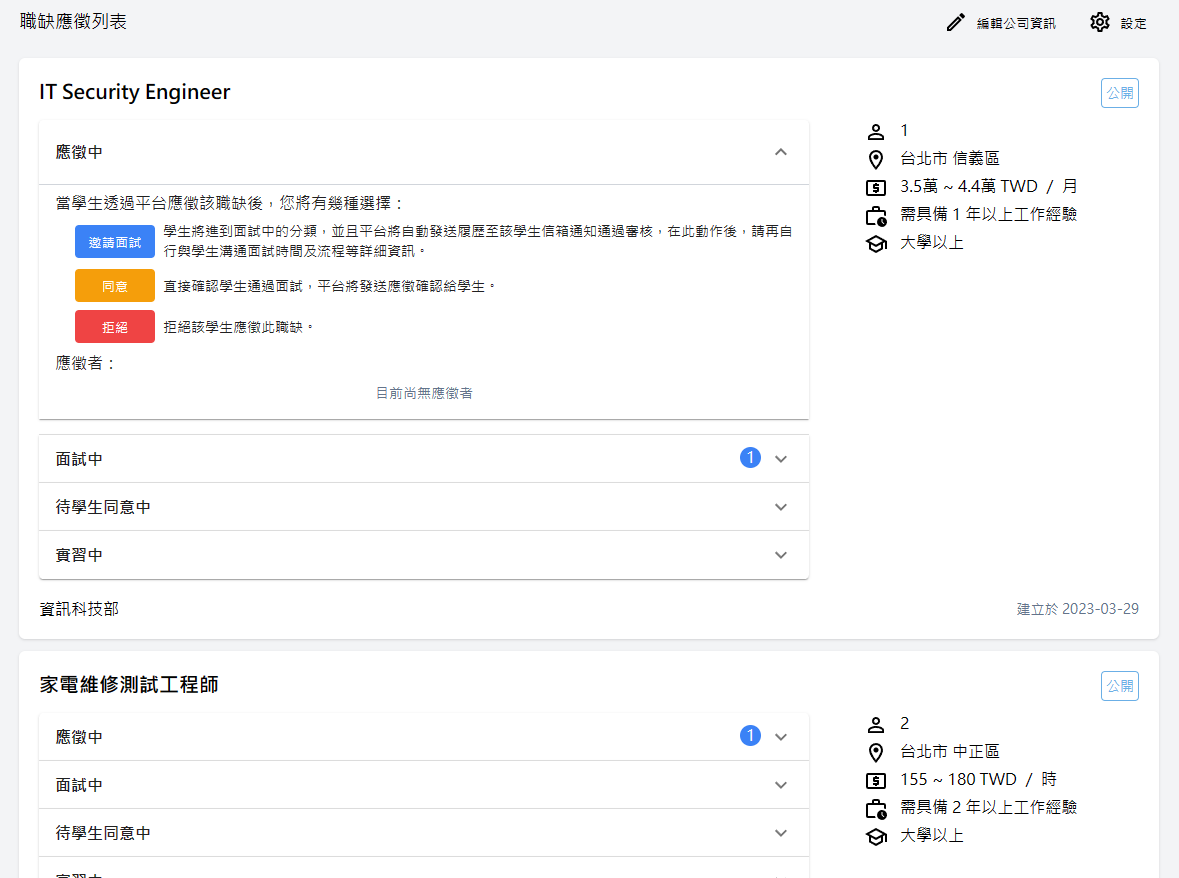 職缺應徵列表
編輯公司資訊
設定
IT Security Engineer
公開
應徵中
當學生透過平台應徵該職缺後，您將有幾種選擇：
邀請面試
學生將進到面試中的分類，並且平台將自動發送履歷至該學生信箱通知通過審核，在此動作後，請再自
行與學生溝通面試時間及流程等詳細資訊。
同意
直接確認學生通過面試，平台將發送應徵確認給學生。
拒絕
拒絕該學生應徵此職缺。
應徵者：
目前尚無應徵者
面試中
1
待學生同意中
實習中
1
台北市 信義區
3.5萬 ~ 4.4萬 TWD / 月
需具備 1 年以上工作經驗
大學以上
資訊科技部
建立於 2023-03-29
家電維修測試工程師
公開
應徵中
1
面試中
待學生同意中
實習中
2
台北市 中正區
155 ~ 180 TWD / 時
需具備 2 年以上工作經驗
大學以上